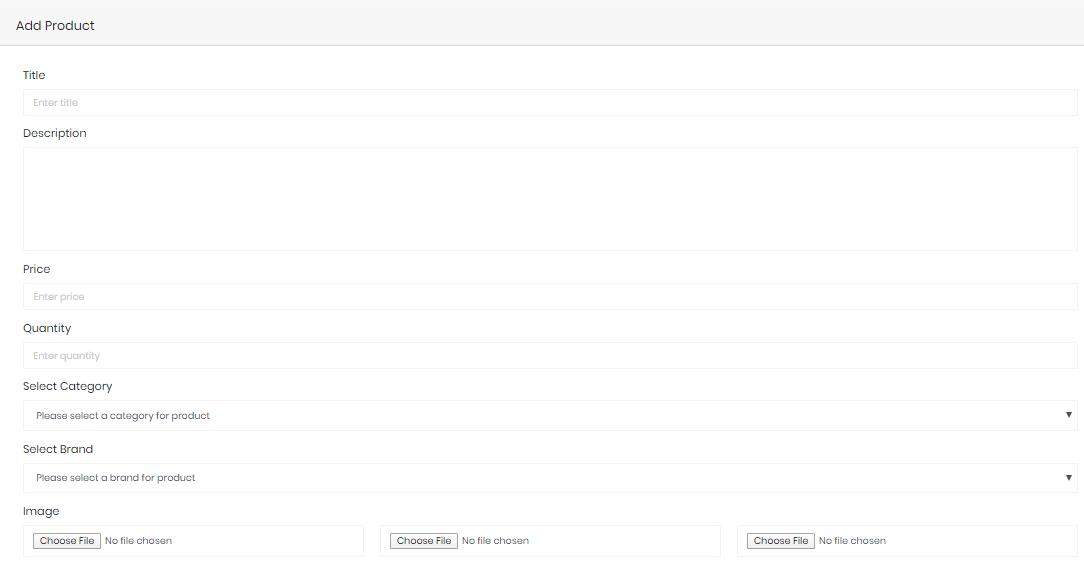 Add Product
Title
Enter title
Description
Price
Enter price
Quantity
Enter quantity
Select Category
Please select a category for product
Select Brand
Please select a brand for product
Image
Choose File No file chosen Choose File No file chosen Choose File No file chosen